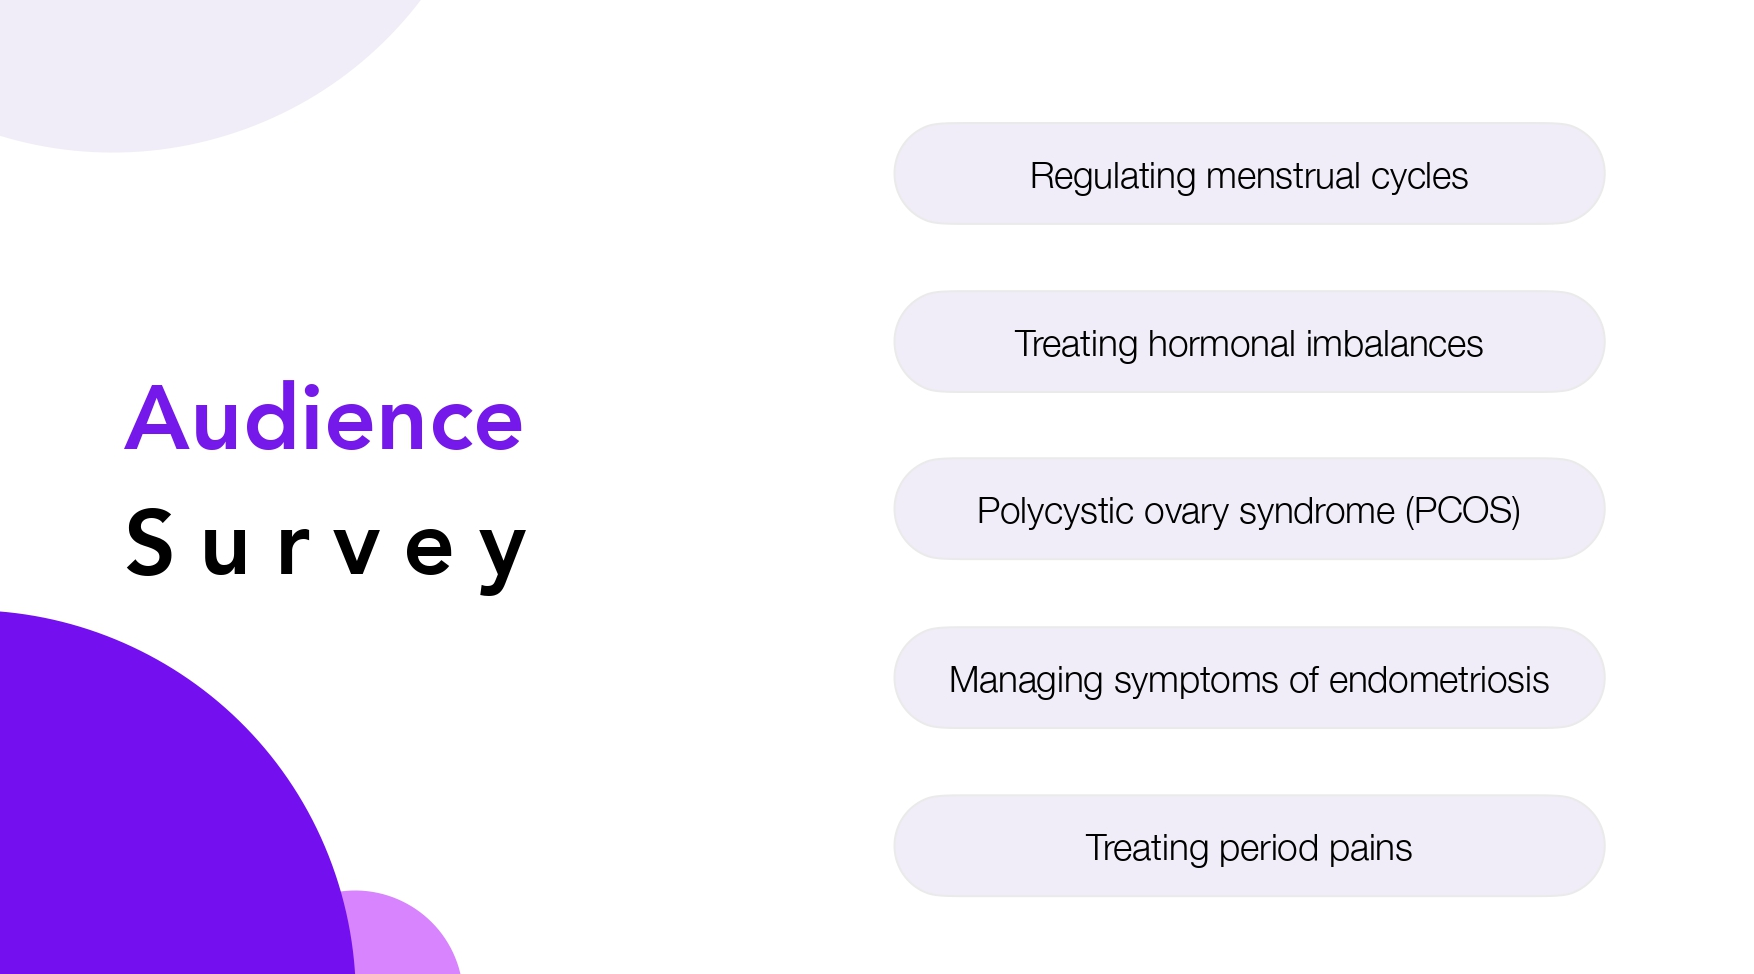 Audience
Survey
Regulating menstrual cycles
Treating hormonal imbalances
Polycystic ovary syndrome (PCOS)
Managing symptoms of endometriosis
Treating period pains